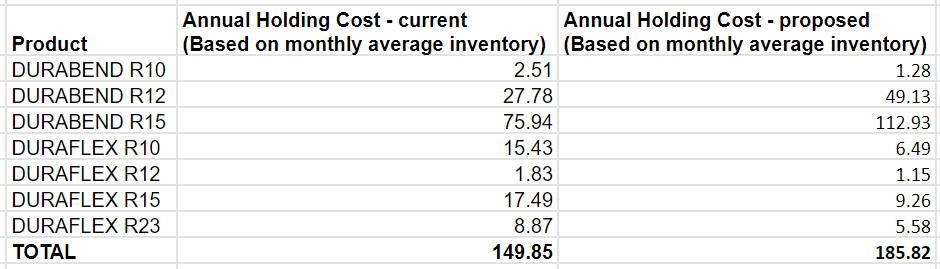 Product Annual Holding Cost - current (Based on monthly average inventory) Annual Holding Cost - proposed (Based on monthly average inventory)
DURABEND R10 2.51 1.28
DURABEND R12 27.78 49.13
DURABEND R15 75.94 112.93
DURAFLEX R10 15.43 6.49
DURAFLEX R12 1.83 1.15
DURAFLEX R15 17.49 9.26
DURAFLEX R23 8.87 5.58
TOTAL 149.85 185.82